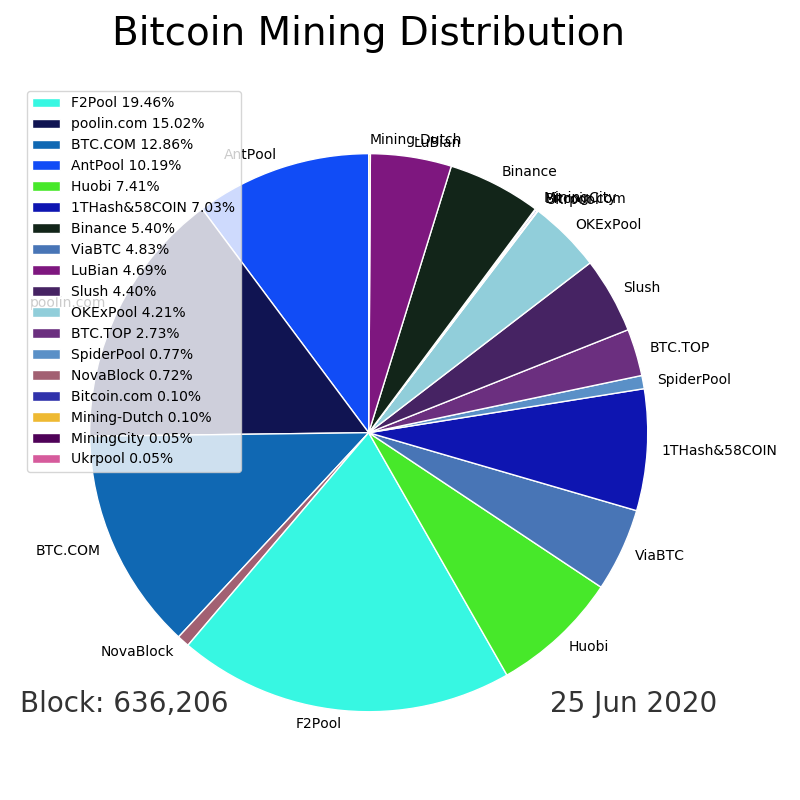 Bitcoin Mining Distribution
F2Pool 19.46%
poolin.com 15.02%
BTC.COM 12.86%
AntPool 10.19%
Huobi 7.41%
1THash&58COIN 7.03%
Binance 5.40%
ViaBTC 4.83%
LuBian 4.69%
Slush 4.40%
OKExPool 4.21%
BTC.TOP 2.73%
SpiderPool 0.77%
NovaBlock 0.72%
Bitcoin.com 0.10%
Mining-Dutch 0.10%
MiningCity 0.05%
Ukrpool 0.05%
Mining-Dutch
LuBian
AntPool
Binance
MiningCity
Bitcoin.com
Ukrpool
OKExPool
Slush
poolin.com
BTC.TOP
SpiderPool
1THash&58COIN
BTC.COM
ViaBTC
Huobi
NovaBlock
F2Pool
Block: 636,206
25 Jun 2020